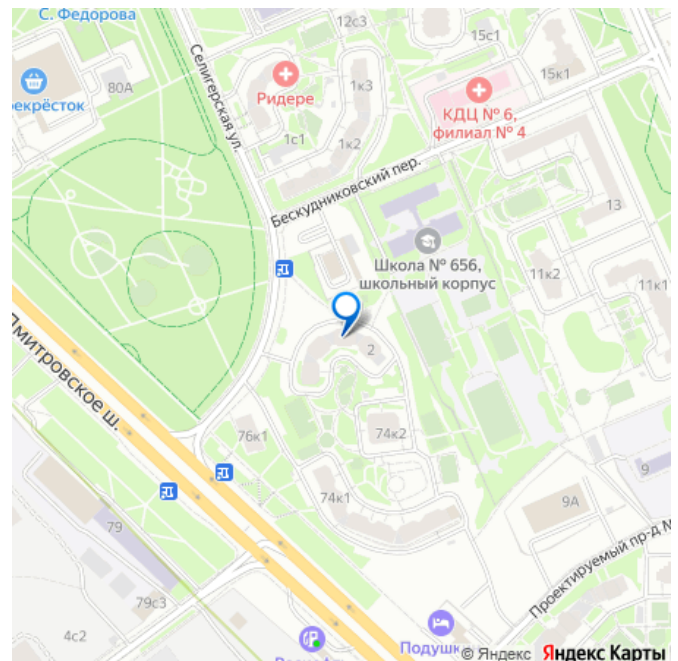 С. Федорова
12с3
15с1
80А
Селигерская ул.
Ридере
1к3
15к1
рекрёсток
КДЦ № 6,
филиал № 4
1с1
1к2
Бескудниковский пер.
13
Школа № 656,
школьный корпус
11к2
11к1
Дмитровское ш.
2
76к1
74к2
74к1
9
9А
79
Проектируемый пр-д №
79с3
4с2
Подушк
© Яндекс Яндекс Карты